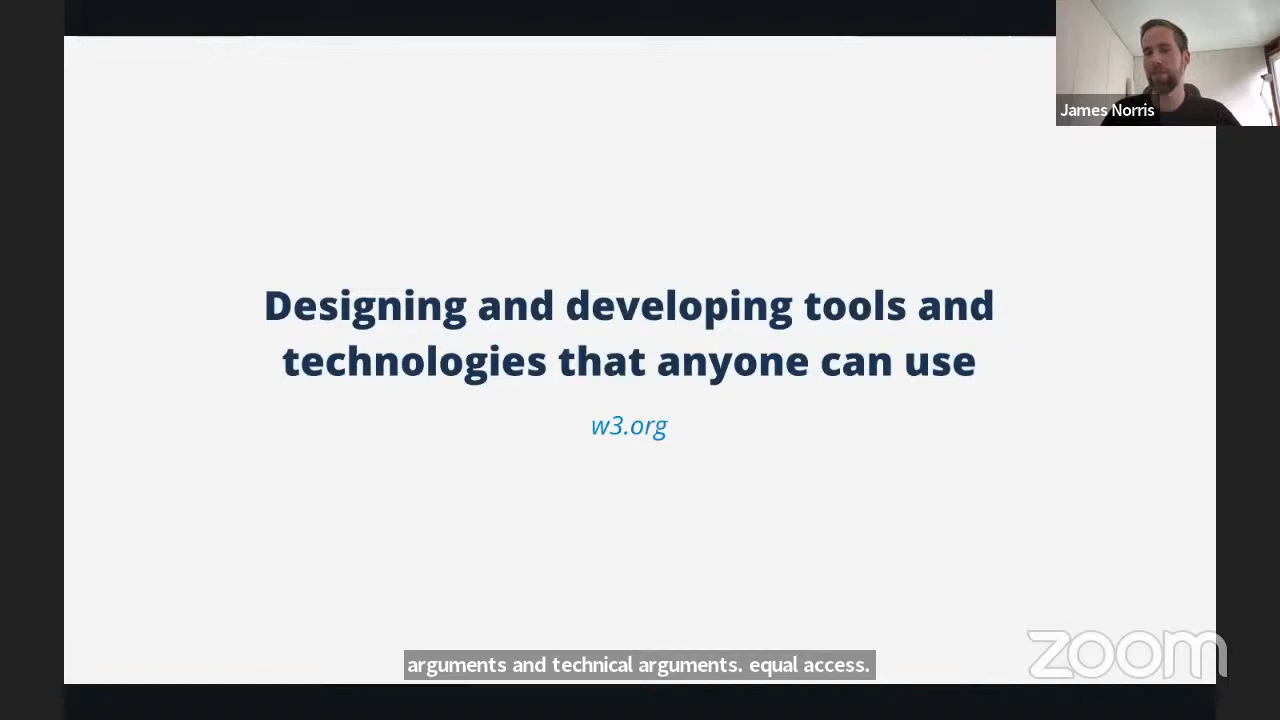 James Norris
Designing and developing tools and
technologies that anyone can use
w3.org
arguments and technical arguments. equal access.
zoom